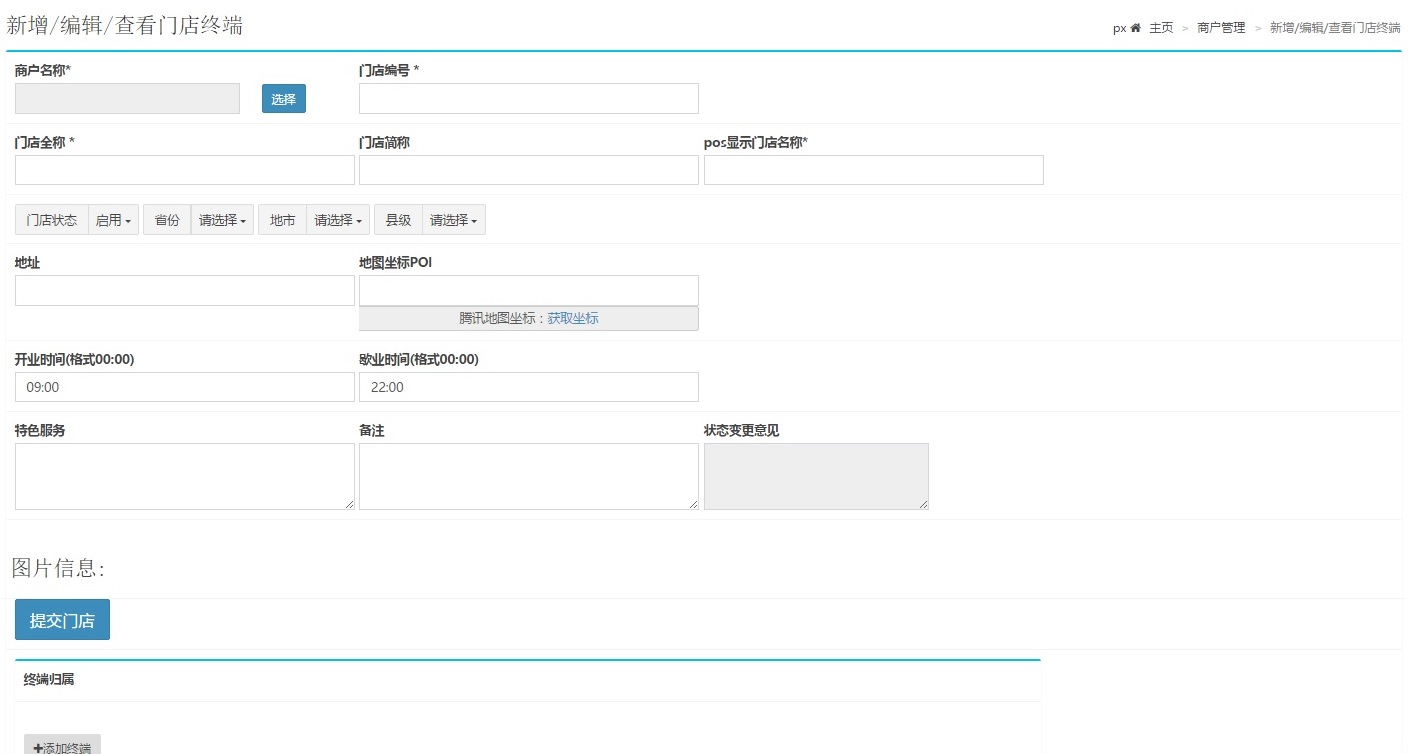 新增/编辑/查看门店终端
px 主页 > 商户管理 > 新增/编辑/查看门店终端
商户名称* 门店编号 *
选择
门店全称 * 门店简称 pos显示门店名称*
门店状态 启用 省份 请选择 地市 请选择 县级 请选择
地址 地图坐标POI
腾讯地图坐标：获取坐标
开业时间(格式00:00) 歇业时间(格式00:00)
09:00 22:00
特色服务 备注 状态变更意见
图片信息:
提交门店
终端归属
+添加终端